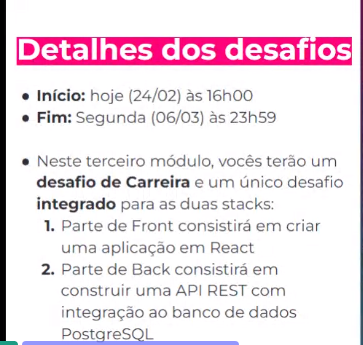 Detalhes dos desafios
• Início: hoje (24/02) às 16h00
• Fim: Segunda (06/03) às 23h59
• Neste terceiro módulo, vocês terão um
desafio de Carreira e um único desafio
integrado para as duas stacks:
1. Parte de Front consistirá em criar
uma aplicação em React
2. Parte de Back consistirá em
construir uma API REST com
integração ao banco de dados
PostgreSQL